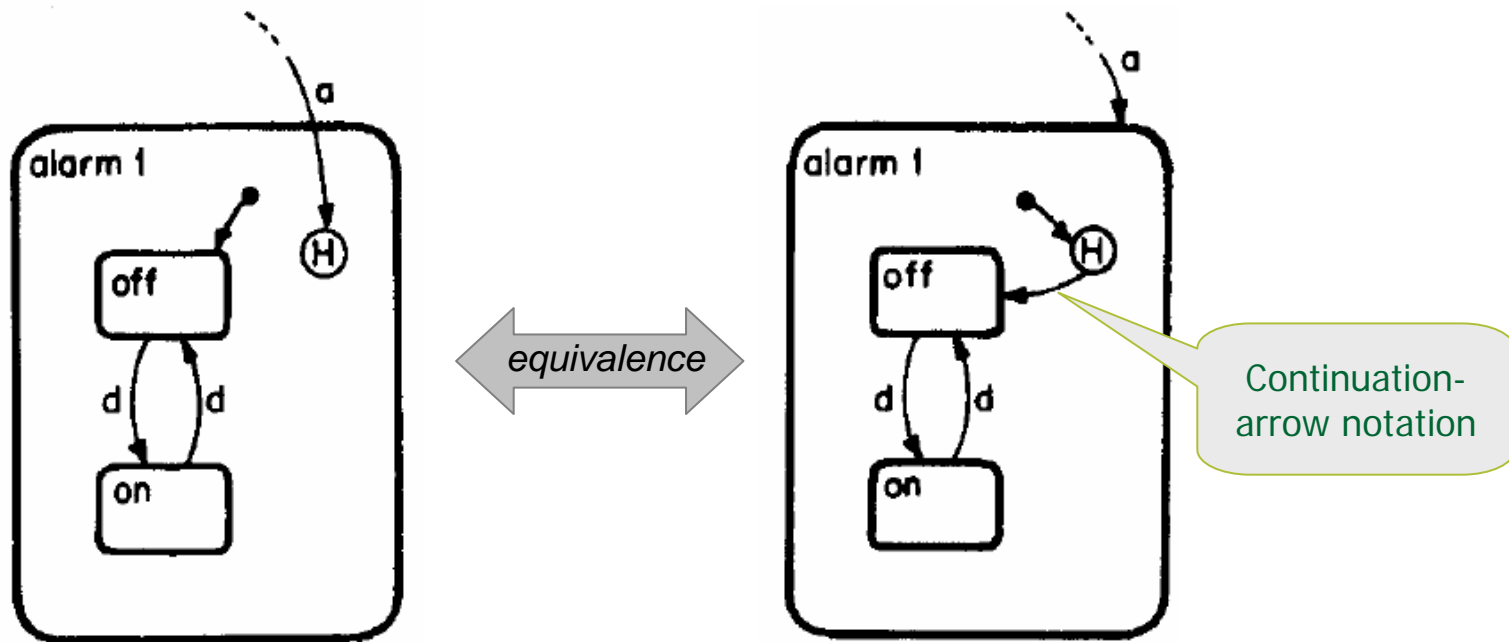 a
alarm 1
H
off
d d
on
equivalence
a
alarm 1
H
off
d d
on
Continuation-
arrow notation